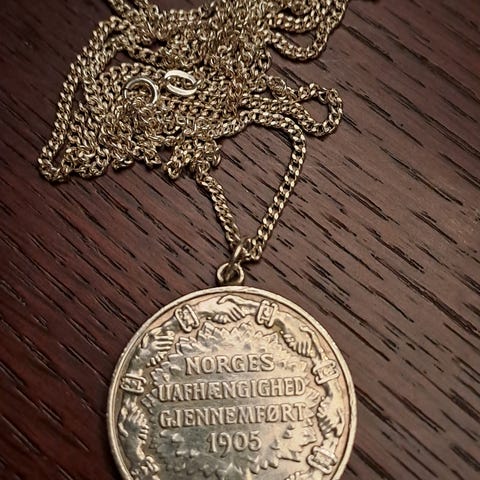 NORGES
UAFHÆNGIGHED
GJENNEMFØRT
1905